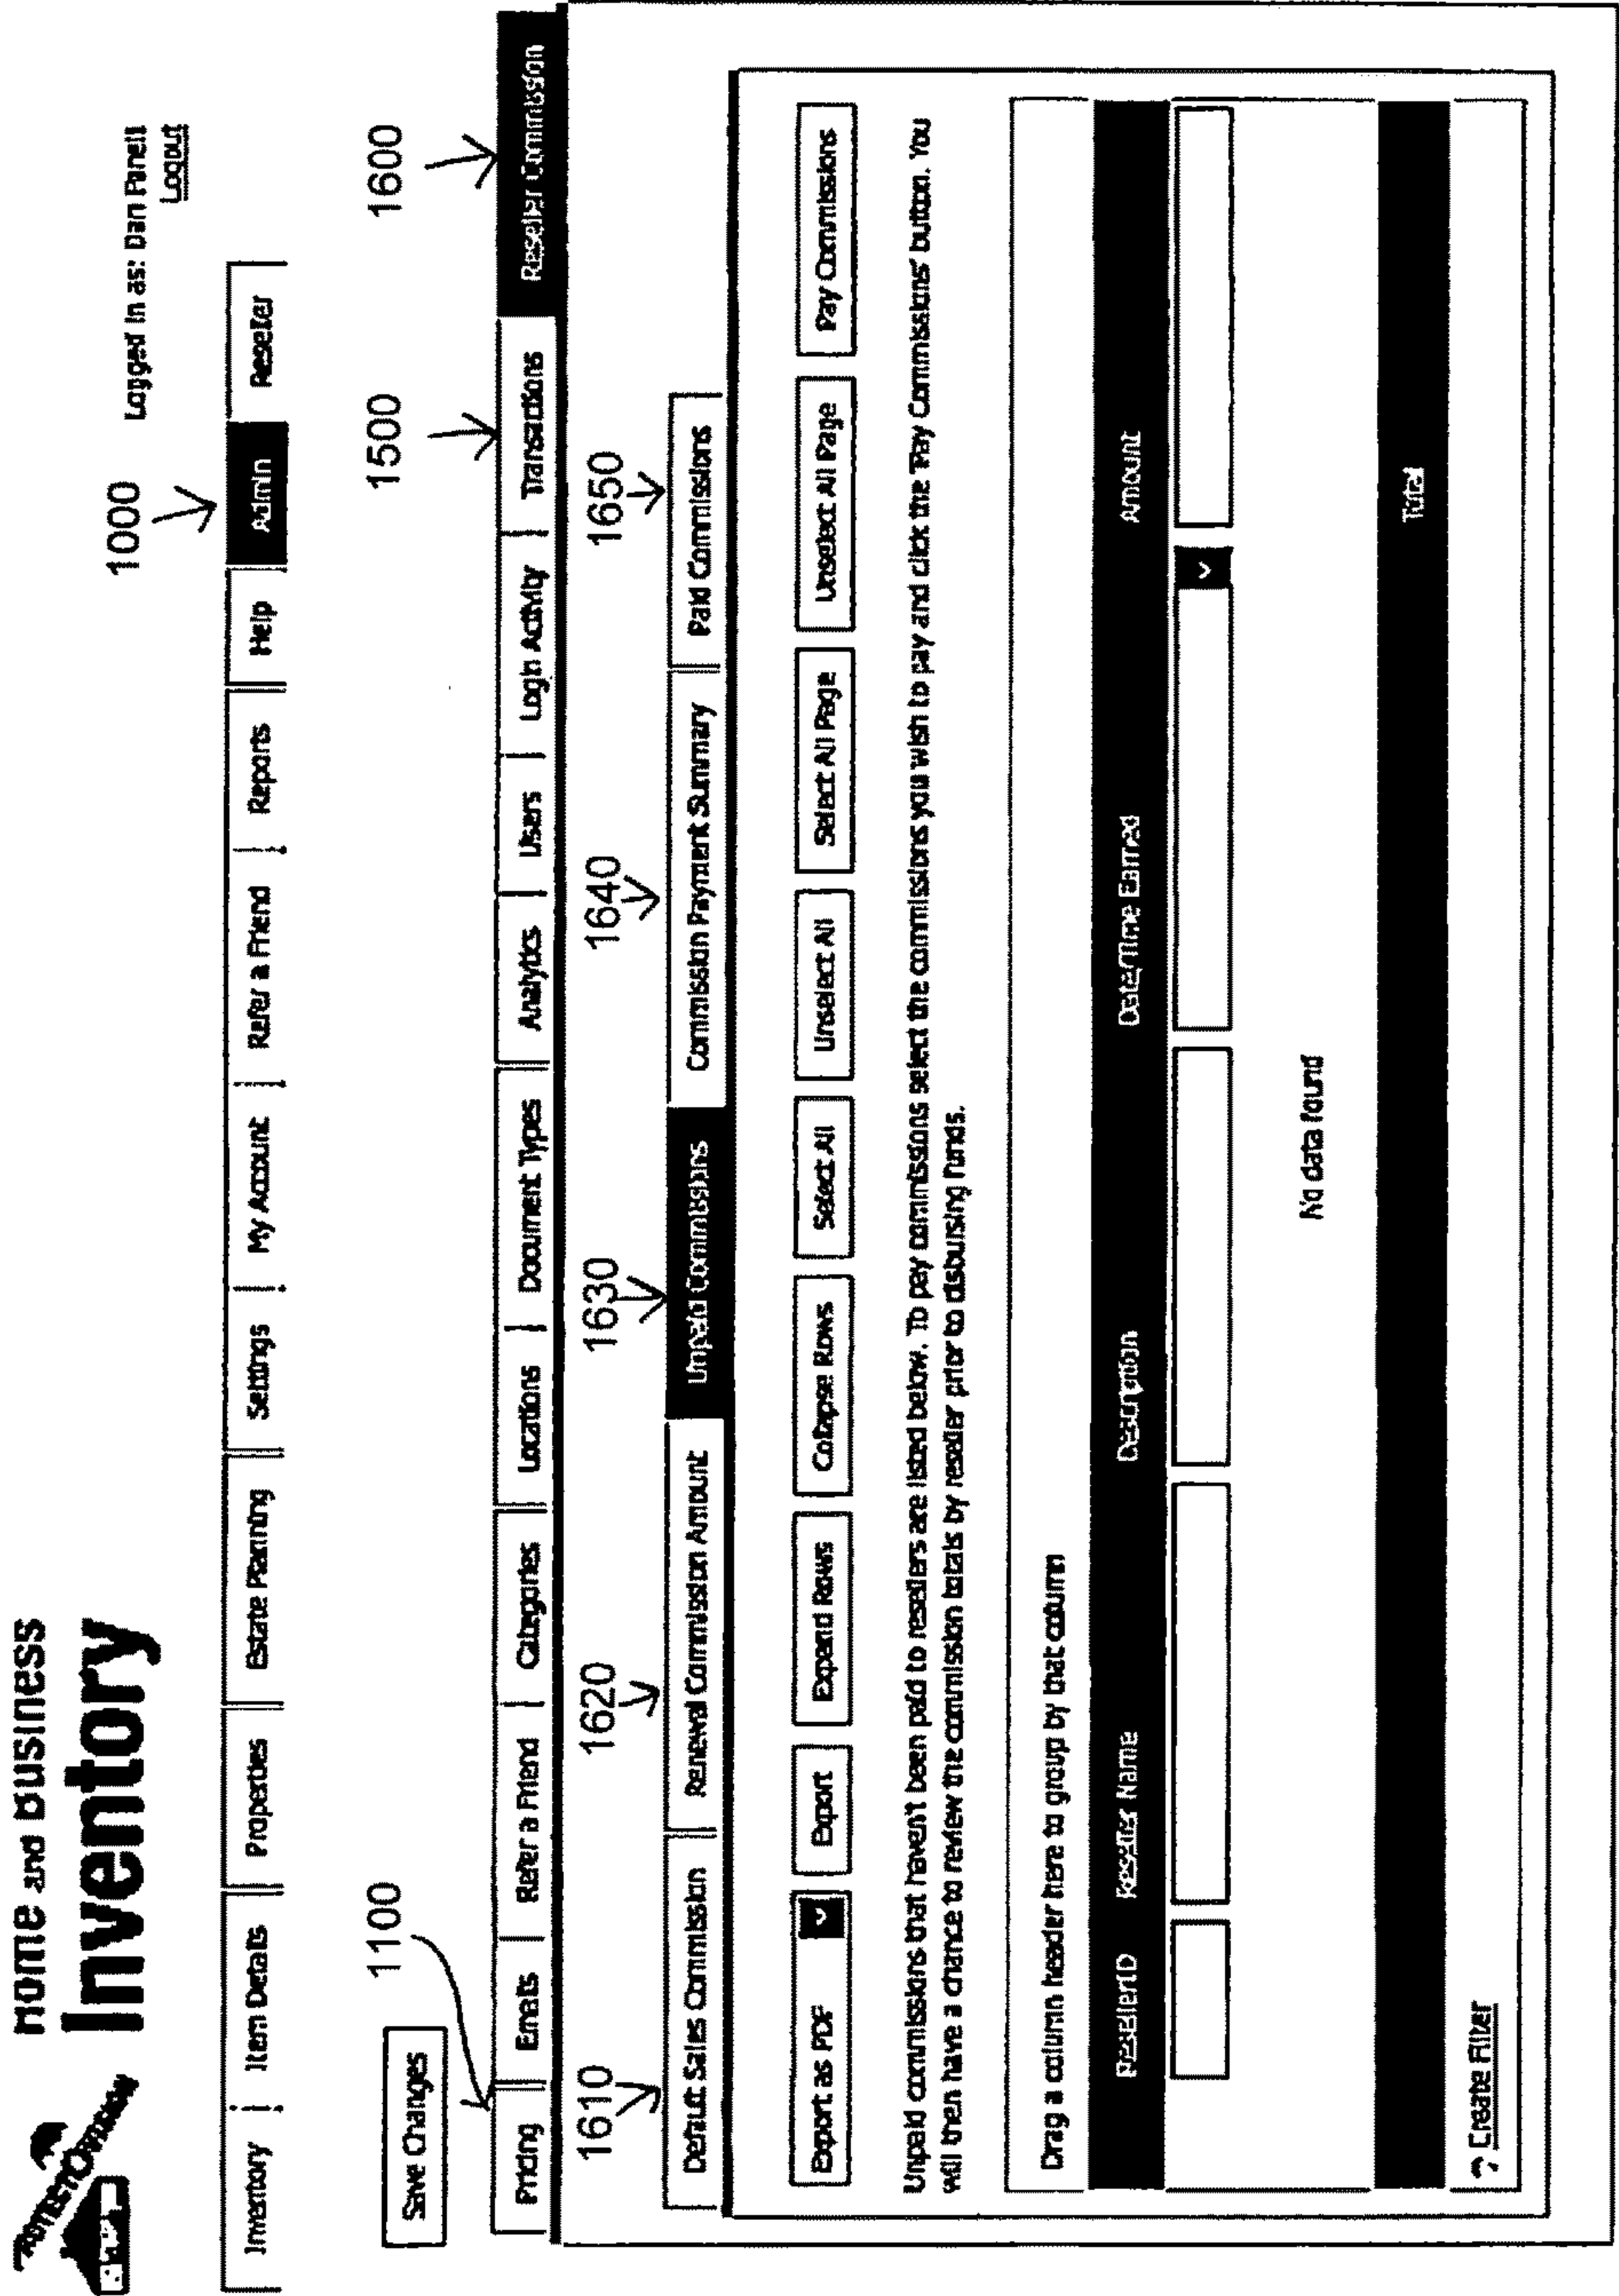 HOME and BUSINESS
Inventory
1000
Logged in as: Dan Panell
Logout
Inventory Item Details Properties Estate Planning Settings My Account Refer a Friend Reports Help Admin Reseller
Save Changes
1100
1500
1600
Pricing Emails Refer a Friend Categories Locations Document Types Analytics Users Login Activity Transactions Reseller Commission
1610
1620
1630
1640
1650
Default Sales Commission Renewal Commission Amount Unpaid Commissions Commission Payment Summary Paid Commissions
Export as PDF Export Expand Rows Collapse Rows Select All Unselect All Select All Page Unselect All Page Pay Commissions
Unpaid commissions that haven't been paid to resellers are listed below. To pay commissions select the commissions you wish to pay and click the 'Pay Commissions' button. You
will then have a chance to review the commission totals by reseller prior to disbursing funds.
Drag a column header here to group by that column
ResellerID Reseller Name Description Date/Time Earned Amount
No data found
Total
Create Filter